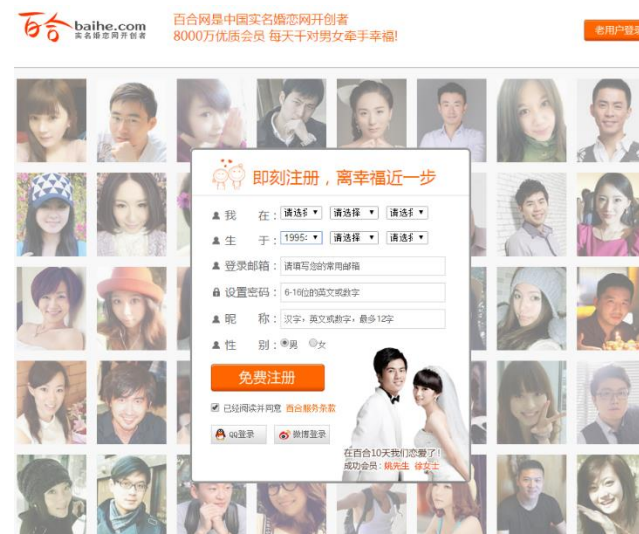 百合 baihe.com
实名婚恋网开创者
百合网是中国实名婚恋网开创者
8000万优质会员 每天千对男女牵手幸福!
老用户登录
即刻注册，离幸福近一步
我 在： 请选择 请选择 请选择
生 于： 1995 请选择 请选择
登录邮箱： 请填写您的常用邮箱
设置密码： 6-16位的英文或数字
昵 称： 汉字，英文或数字，最多12字
性 别： 男 女
免费注册
已经阅读并同意 百合服务条款
QQ登录 微博登录
在百合10天我们恋爱了!
成功会员：姚先生 徐女士